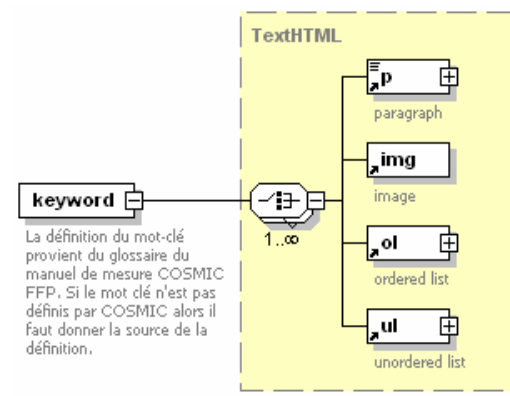 TextHTML
p
paragraph
img
image
keyword
1..∞
La définition du mot-clé
provient du glossaire du
manuel de mesure COSMIC
FFP. Si le mot clé n'est pas
définis par COSMIC alors il
faut donner la source de la
définition.
ol
ordered list
ul
unordered list